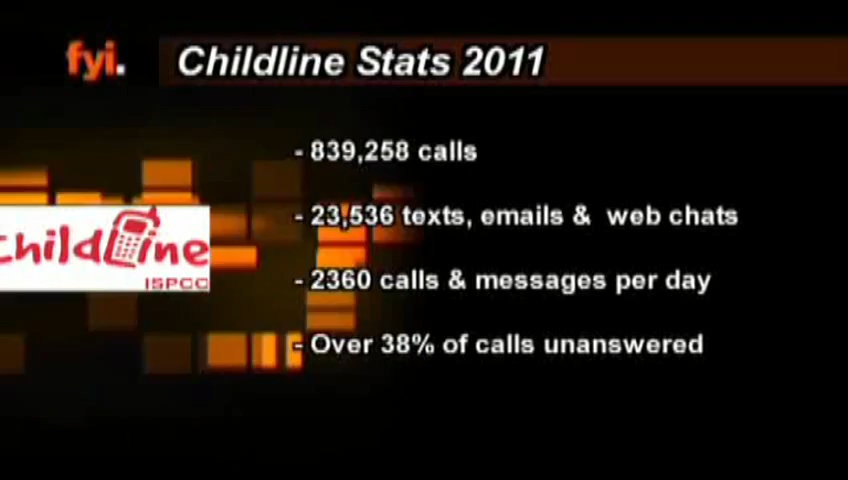 fyi.
Childline Stats 2011
- 839,258 calls
- 23,536 texts, emails & web chats
childline
ISPCC
- 2360 calls & messages per day
- Over 38% of calls unanswered